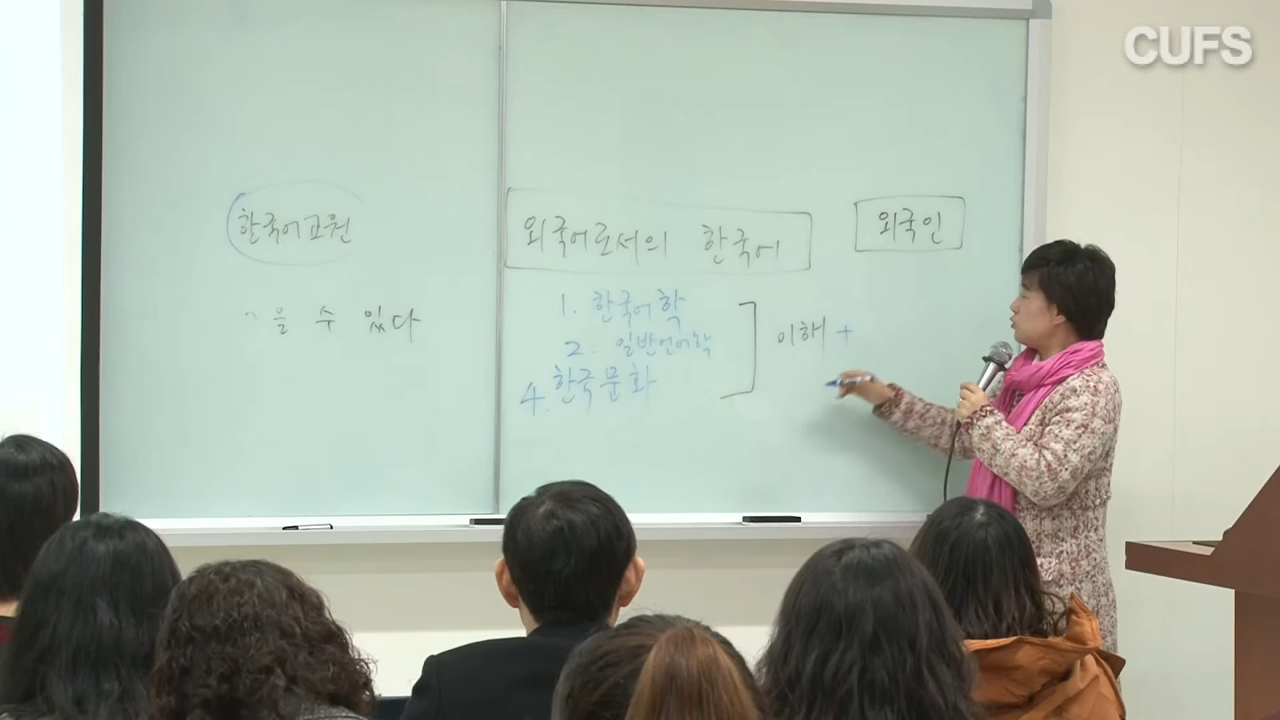 CUFS
한국어교원
외국어로서의 한국어
외국인
1. 한국어학
2. 일반언어학
4. 한국문화
이해 +
~을 수 있다